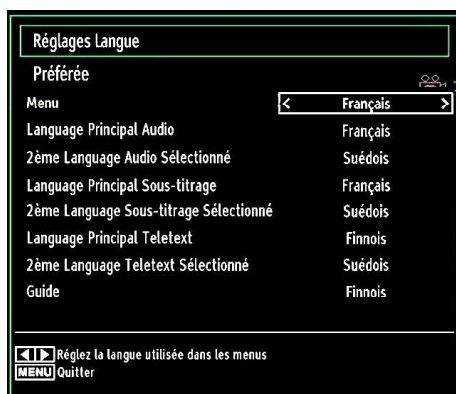 Réglages Langue
Préférée
Menu < Français >
Language Principal Audio Français
2ème Language Audio Sélectionné Suédois
Language Principal Sous-titrage Français
2ème Language Sous-titrage Sélectionné Suédois
Language Principal Teletext Finnois
2ème Language Teletext Sélectionné Suédois
Guide Finnois
Réglez la langue utilisée dans les menus
MENU Quitter